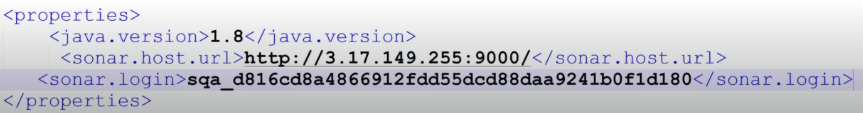 <properties>
<java.version>1.8</java.version>
<sonar.host.url>http://3.17.149.255:9000/</sonar.host.url>
<sonar.login>sqa_d816cd8a4866912fdd55dcd88daa9241b0f1d180</sonar.login>
</properties>